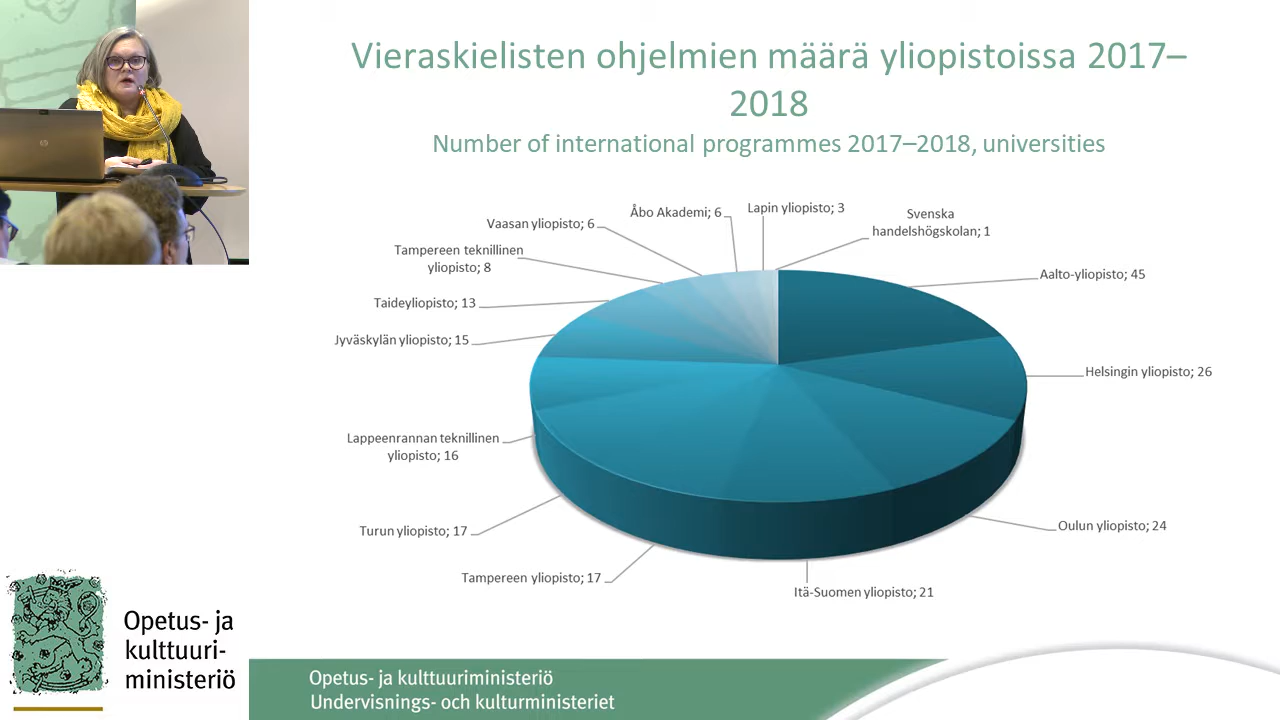 Vieraskielisten ohjelmien määrä yliopistoissa 2017–
2018
Number of international programmes 2017–2018, universities
Vaasan yliopisto; 6
Åbo Akademi; 6
Lapin yliopisto; 3
Svenska
handelshögskolan; 1
Tampereen teknillinen
yliopisto; 8
Aalto-yliopisto; 45
Taideyliopisto; 13
Jyväskylän yliopisto; 15
Helsingin yliopisto; 26
Lappeenrannan teknillinen
yliopisto; 16
Turun yliopisto; 17
Oulun yliopisto; 24
Tampereen yliopisto; 17
Itä-Suomen yliopisto; 21
Opetus- ja
kulttuuri-
ministeriö
Opetus- ja kulttuuriministeriö
Undervisnings- och kulturministeriet